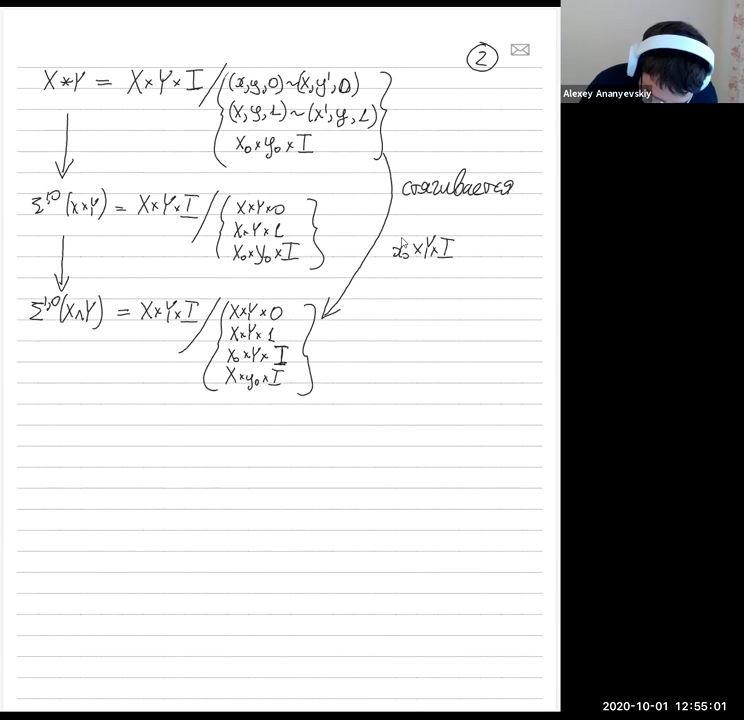 ②
X * Y = X × Y × I / { (x, y, 0) ~ (x, y', 0)
(x, y, 1) ~ (x', y, 1)
x₀ × y₀ × I }
стягивается
Σ^{1,0} (X × Y) = X × Y × I / { X × Y × 0
X × Y × 1
x₀ × y₀ × I }
x₀ × Y × I
Σ^{1,0} (X ∧ Y) = X × Y × I / { X × Y × 0
X × Y × 1
x₀ × Y × I
X × y₀ × I }
Alexey Ananyevskiy
2020-10-01 12:55:01